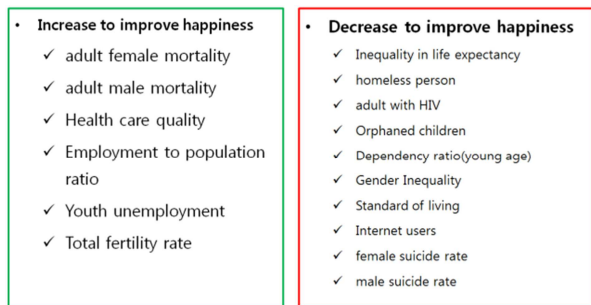 • Increase to improve happiness
✓ adult female mortality
✓ adult male mortality
✓ Health care quality
✓ Employment to population
ratio
✓ Youth unemployment
✓ Total fertility rate
• Decrease to improve happiness
✓ Inequality in life expectancy
✓ homeless person
✓ adult with HIV
✓ Orphaned children
✓ Dependency ratio(young age)
✓ Gender Inequality
✓ Standard of living
✓ Internet users
✓ female suicide rate
✓ male suicide rate